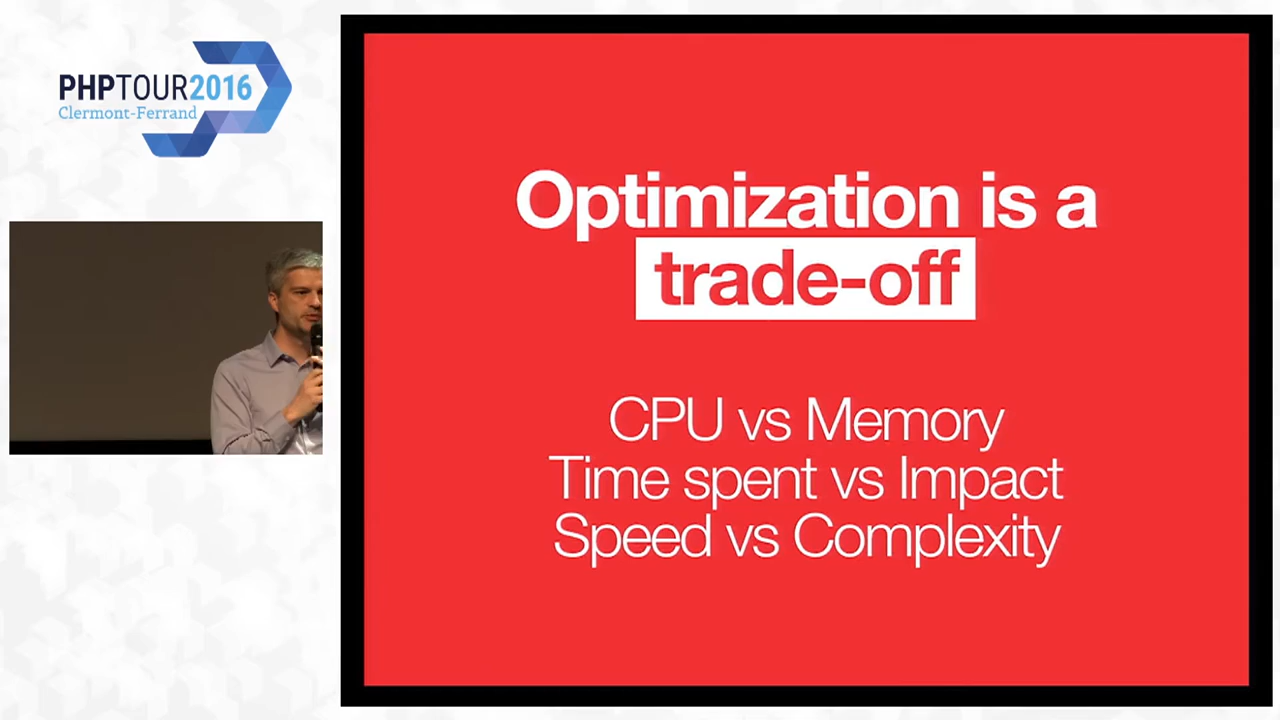 PHPTOUR2016
Clermont-Ferrand
Optimization is a
trade-off
CPU vs Memory
Time spent vs Impact
Speed vs Complexity